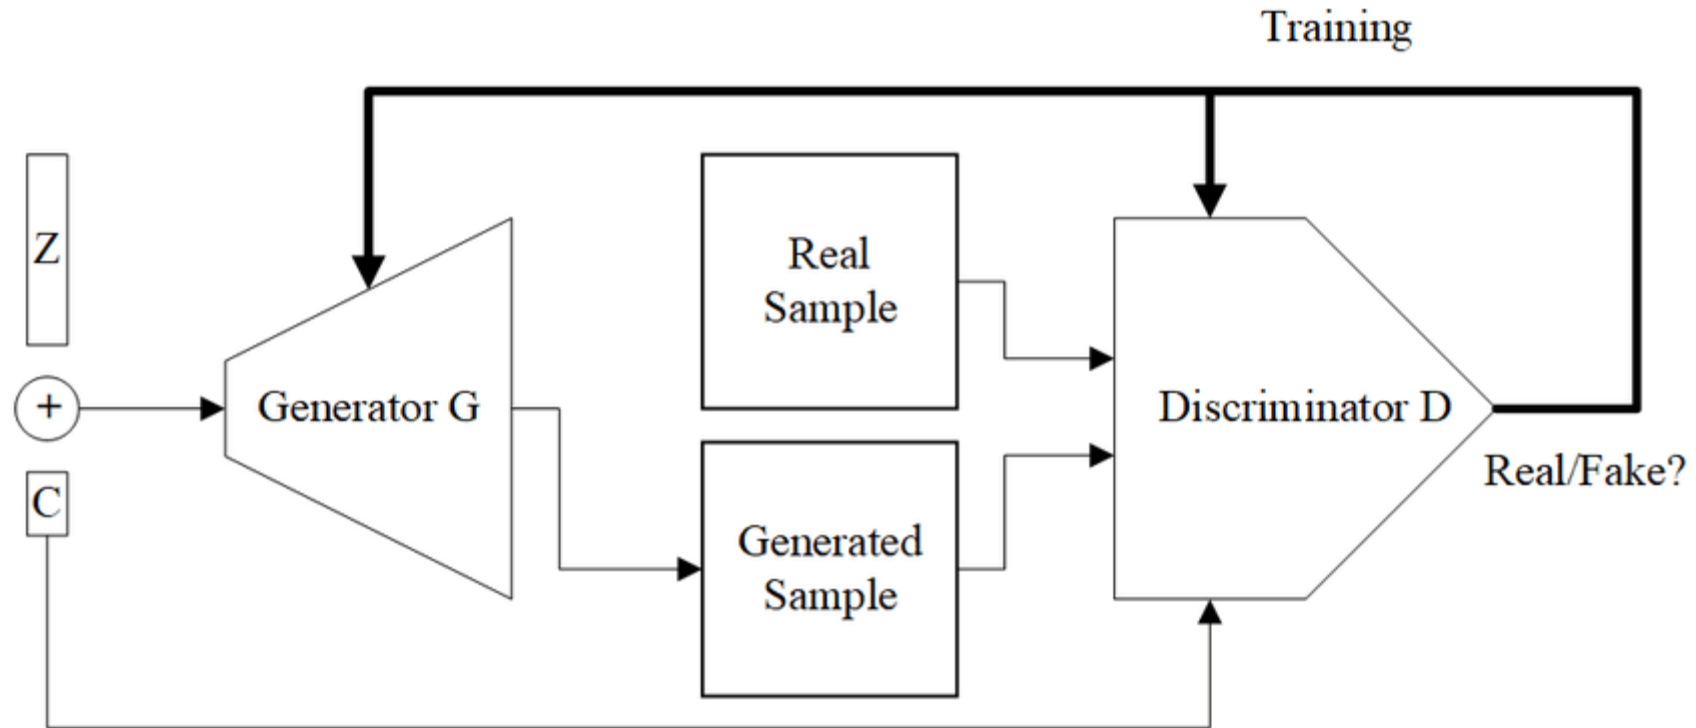 Training
Z
+
C
Generator G
Real
Sample
Generated
Sample
Discriminator D
Real/Fake?